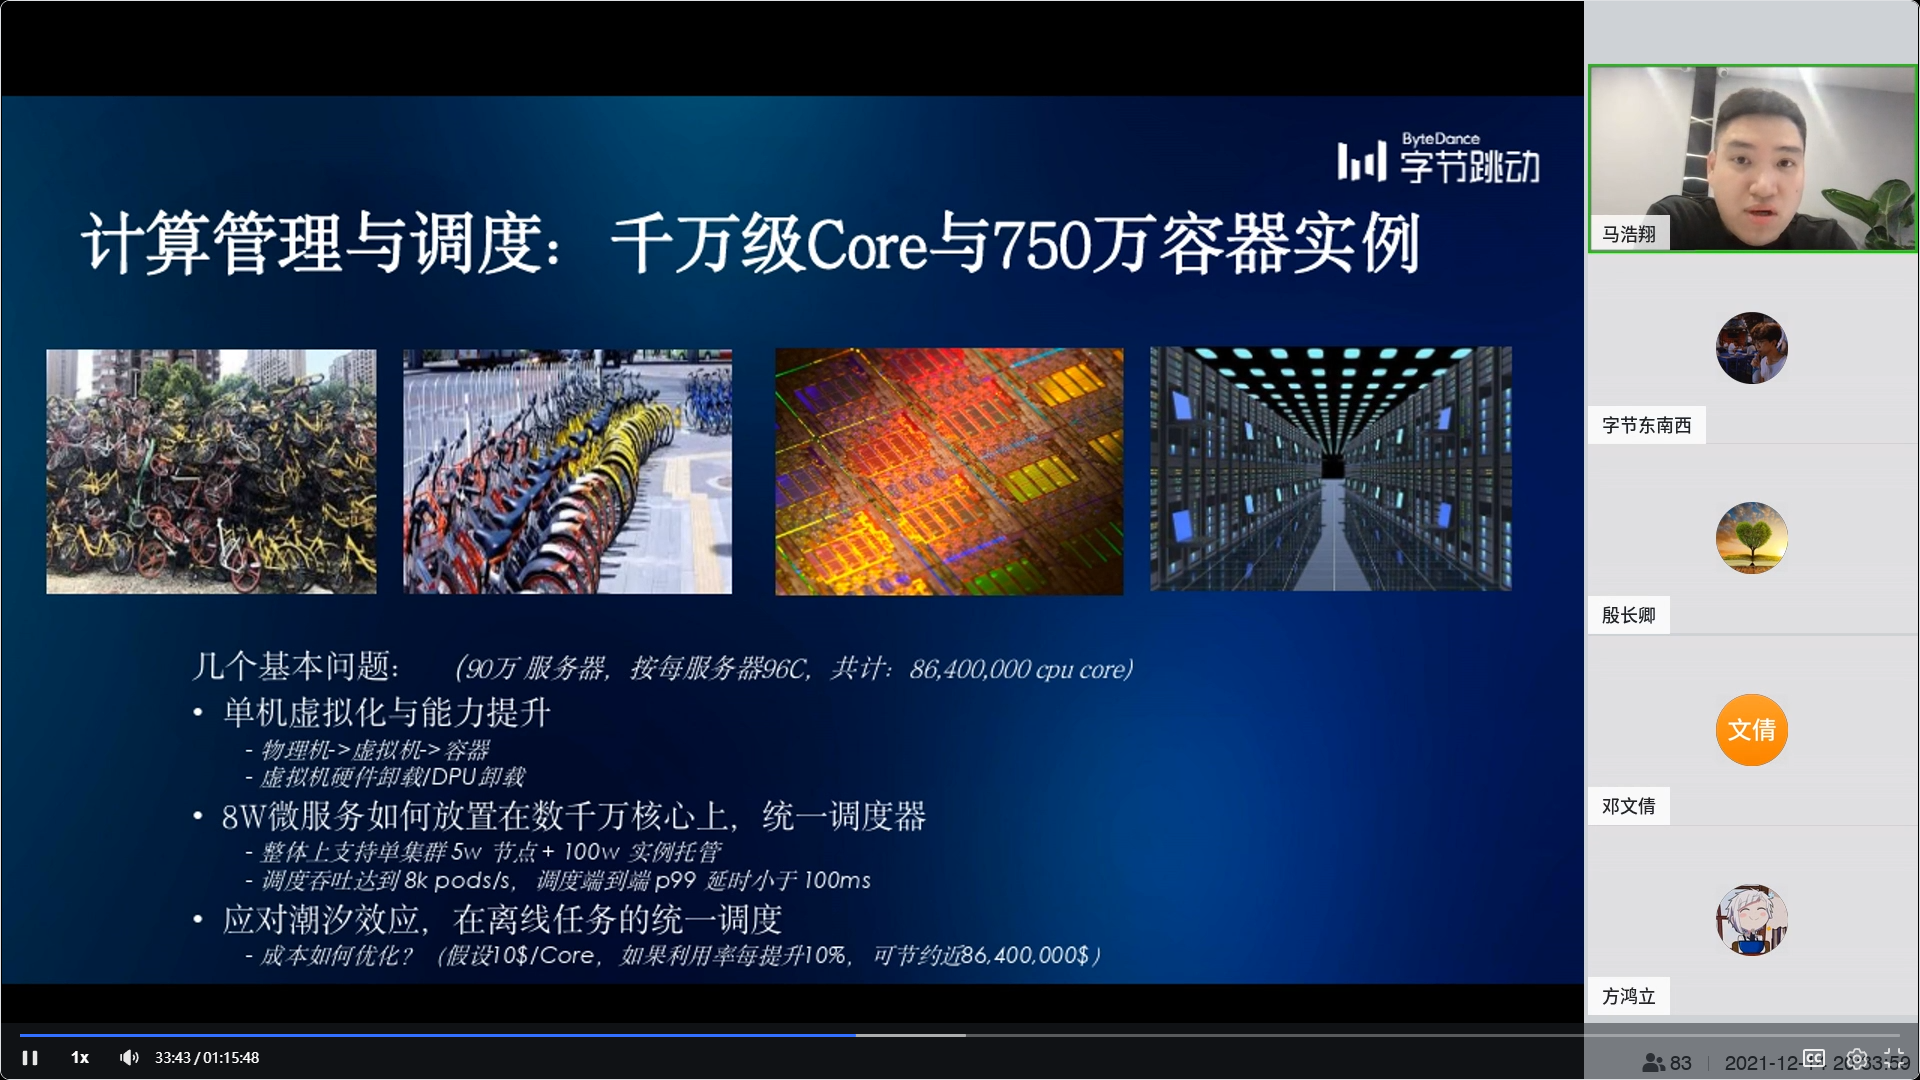 ByteDance
字节跳动
计算管理与调度： 千万级Core与750万容器实例
几个基本问题： （90万 服务器，按每服务器96C，共计：86,400,000 cpu core）
• 单机虚拟化与能力提升
- 物理机->虚拟机->容器
- 虚拟机硬件卸载/DPU卸载
• 8W微服务如何放置在数千万核心上，统一调度器
- 整体上支持单集群 5w 节点 + 100w 实例托管
- 调度吞吐达到 8k pods/s， 调度端到端 p99 延时小于 100ms
• 应对潮汐效应，在离线任务的统一调度
- 成本如何优化？（假设10$/Core，如果利用率每提升10%，可节约近86,400,000$）
马浩翔
字节东南西
殷长卿
文倩
邓文倩
方鸿立
1x
33:43 / 01:15:48
83
2021-12-
CC